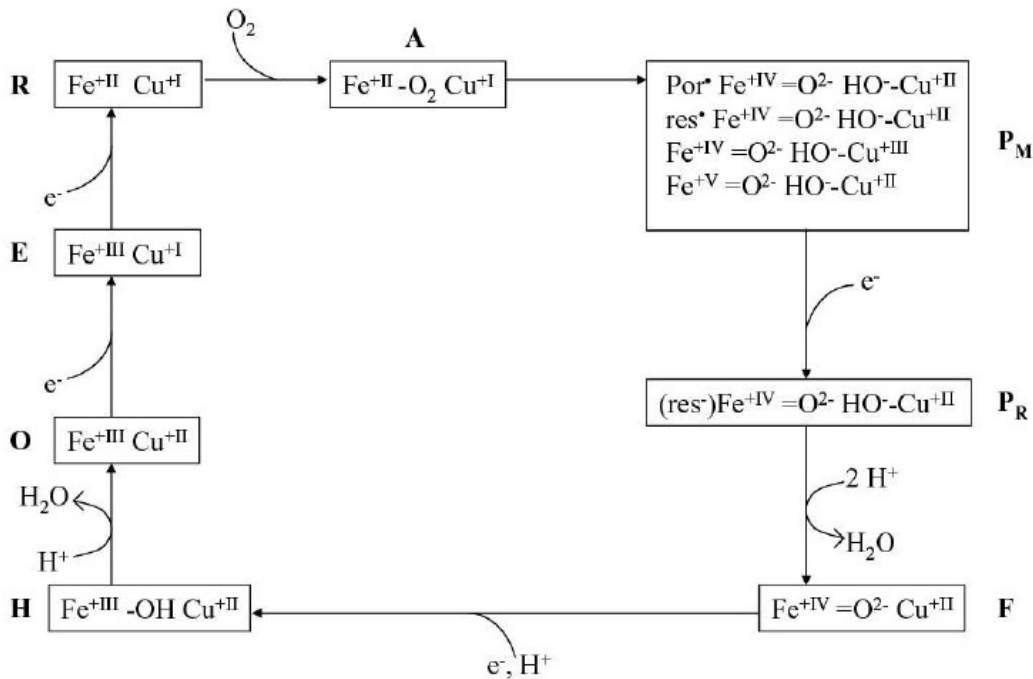 O₂
A
R
Fe⁺ᴵᴵ Cu⁺ᴵ
Fe⁺ᴵᴵ -O₂ Cu⁺ᴵ
Por• Fe⁺ᴵⱽ =O²⁻ HO⁻-Cu⁺ᴵᴵ
res• Fe⁺ᴵⱽ =O²⁻ HO⁻-Cu⁺ᴵᴵ
Fe⁺ᴵⱽ =O²⁻ HO⁻-Cu⁺ᴵᴵᴵ
Fe⁺ⱽ =O²⁻ HO⁻-Cu⁺ᴵᴵ
P_M
e⁻
E
Fe⁺ᴵᴵᴵ Cu⁺ᴵ
e⁻
e⁻
(res⁻)Fe⁺ᴵⱽ =O²⁻ HO⁻-Cu⁺ᴵᴵ
P_R
O
Fe⁺ᴵᴵᴵ Cu⁺ᴵᴵ
H₂O
H⁺
2 H⁺
H₂O
H
Fe⁺ᴵᴵᴵ -OH Cu⁺ᴵᴵ
Fe⁺ᴵⱽ =O²⁻ Cu⁺ᴵᴵ
F
e⁻, H⁺